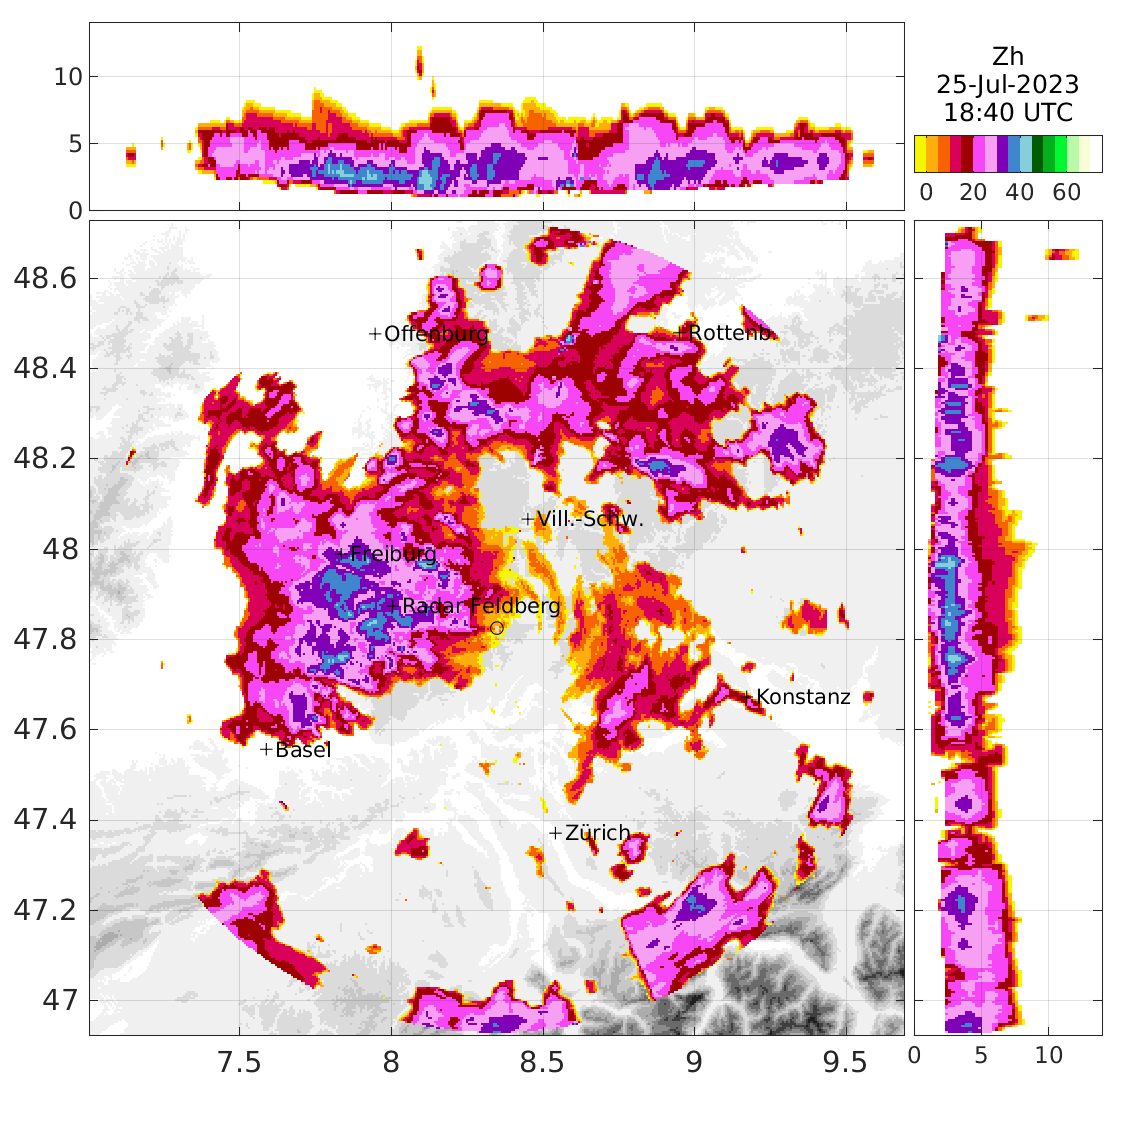 10
5
0
Zh
25-Jul-2023
18:40 UTC
0 20 40 60
48.6
48.4
48.2
48
47.8
47.6
47.4
47.2
47
+Offenburg
+Rottenb.
+Vill.-Schw.
+Freiburg
+Radar Feldberg
+Konstanz
+Basel
+Zürich
7.5 8 8.5 9 9.5
0 5 10